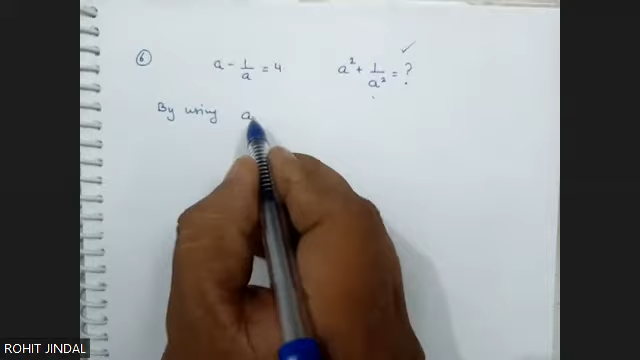 ⑥ a - 1/a = 4 a² + 1/a² = ?
By using a
ROHIT JINDAL